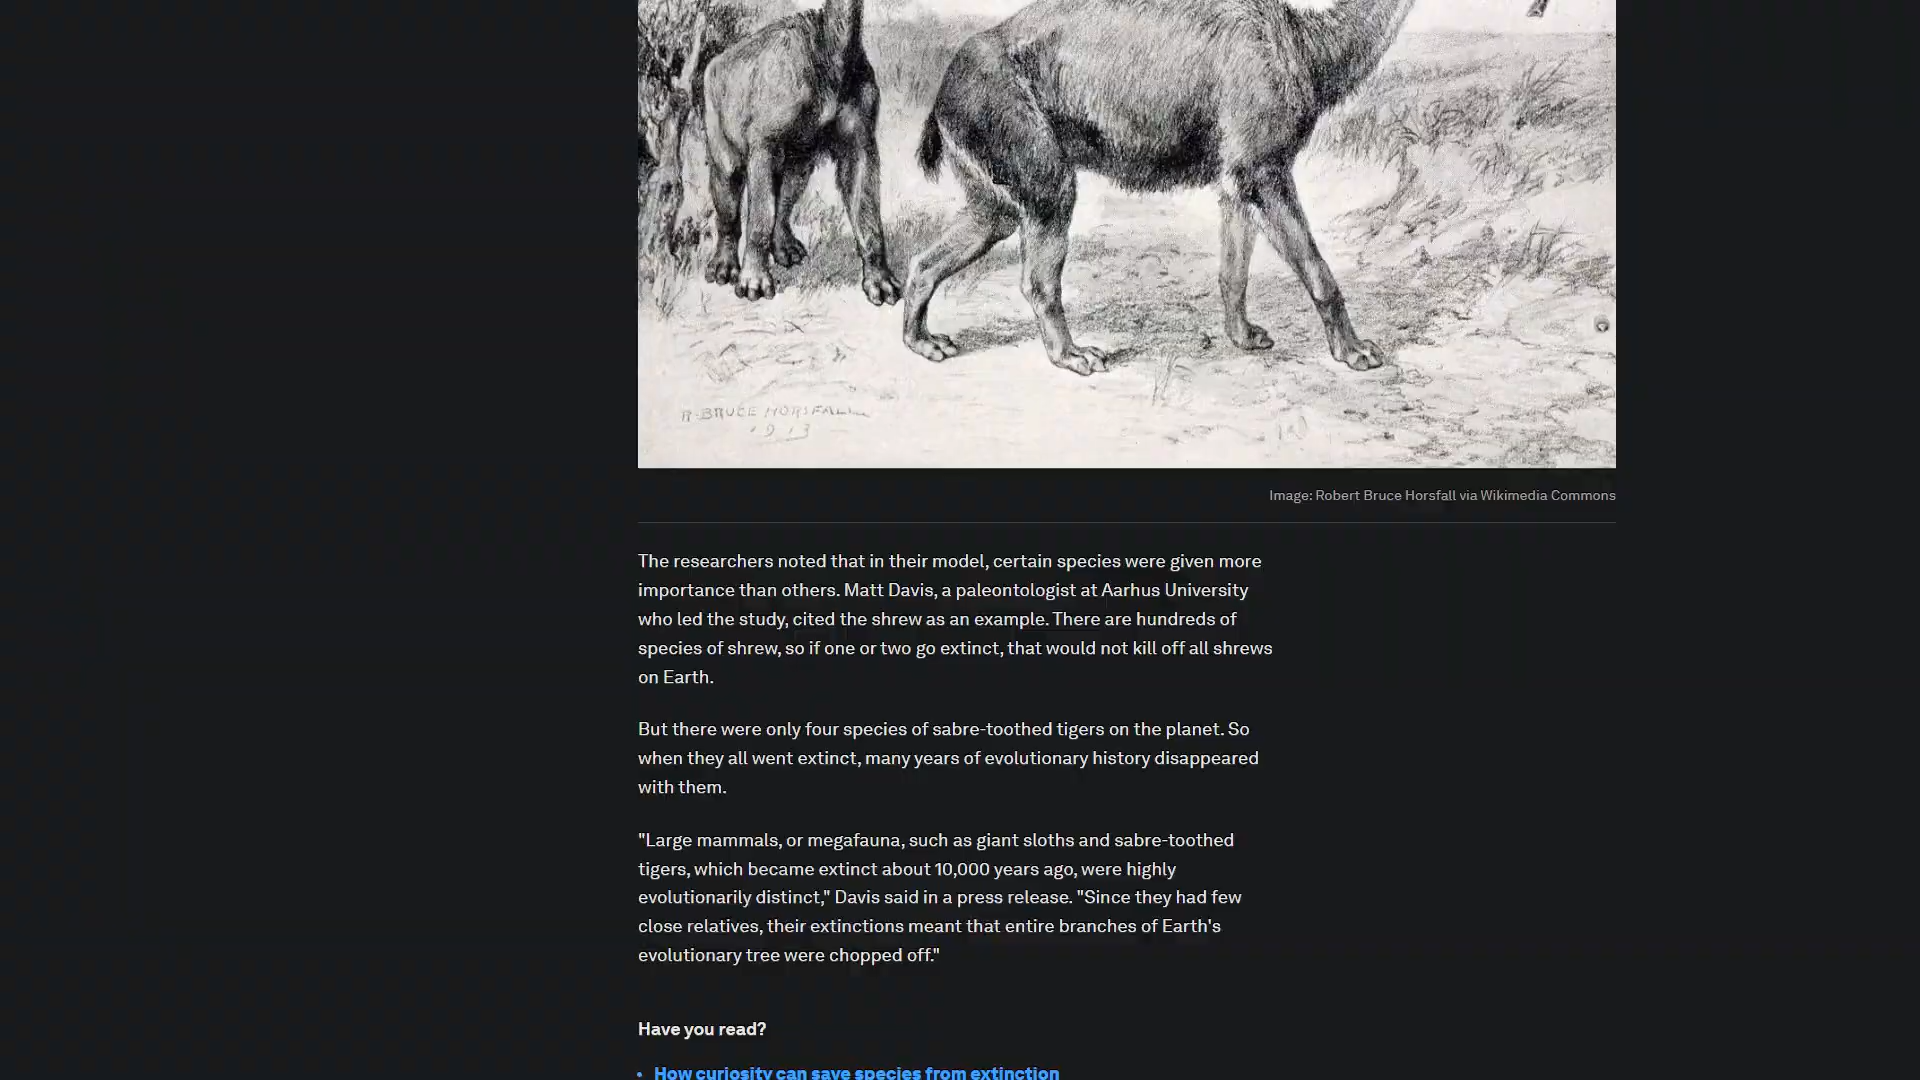 R-BRUCE HORSFALL
1913
Image: Robert Bruce Horsfall via Wikimedia Commons
The researchers noted that in their model, certain species were given more
importance than others. Matt Davis, a paleontologist at Aarhus University
who led the study, cited the shrew as an example. There are hundreds of
species of shrew, so if one or two go extinct, that would not kill off all shrews
on Earth.
But there were only four species of sabre-toothed tigers on the planet. So
when they all went extinct, many years of evolutionary history disappeared
with them.
"Large mammals, or megafauna, such as giant sloths and sabre-toothed
tigers, which became extinct about 10,000 years ago, were highly
evolutionarily distinct," Davis said in a press release. "Since they had few
close relatives, their extinctions meant that entire branches of Earth's
evolutionary tree were chopped off."
Have you read?
• How curiosity can save species from extinction